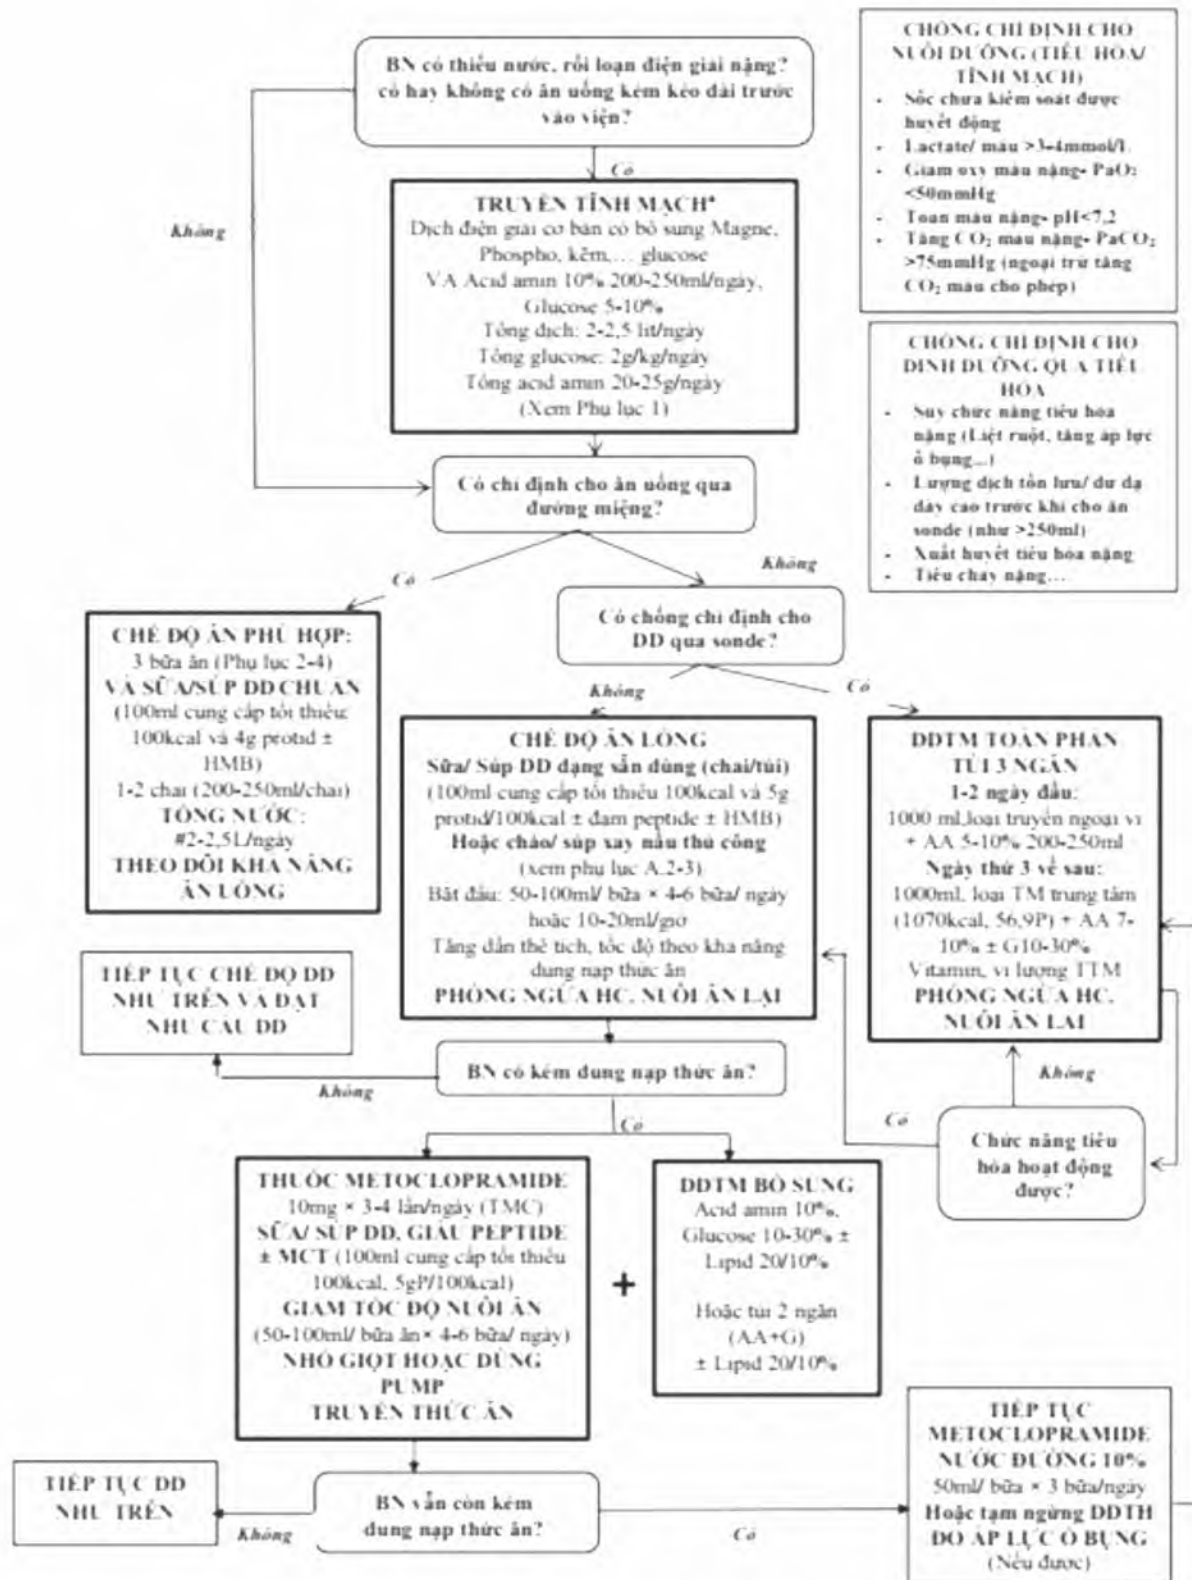 BN có thiếu nước, rối loạn điện giải nặng?
có hay không có ăn uống kém kéo dài trước
vào viện?
Có
Không
TRUYỀN TĨNH MẠCH*
Dịch điện giải cơ bản có bổ sung Magne,
Phospho, kẽm,… glucose
VÀ Acid amin 10% 200-250ml/ngày,
Glucose 5-10%
Tổng dịch: 2-2,5 lít/ngày
Tổng glucose: 2g/kg/ngày
Tổng acid amin 20-25g/ngày
(Xem Phụ lục 1)
CHỐNG CHỈ ĐỊNH CHO
NUÔI DƯỠNG (TIÊU HÓA/
TĨNH MẠCH)
- Sốc chưa kiểm soát được
huyết động
- Lactate/ máu >3-4mmol/L
- Giảm oxy máu nặng- PaO₂
<50mmHg
- Toan máu nặng- pH<7,2
- Tăng CO₂ máu nặng- PaCO₂
>75mmHg (ngoại trừ tăng
CO₂ máu cho phép)
CHỐNG CHỈ ĐỊNH CHO
DINH DƯỠNG QUA TIÊU
HÓA
- Suy chức năng tiêu hóa
nặng (Liệt ruột, tăng áp lực
ổ bụng...)
- Lượng dịch tồn lưu/ dư dạ
dày cao trước khi cho ăn
sonde (như >250ml)
- Xuất huyết tiêu hóa nặng
- Tiêu chảy nặng…
Có chỉ định cho ăn uống qua
đường miệng?
Có
Không
CHẾ ĐỘ ĂN PHÙ HỢP:
3 bữa ăn (Phụ lục 2-4)
VÀ SỮA/SÚP DD CHUẨN
(100ml cung cấp tối thiểu:
100kcal và 4g protid ±
HMB)
1-2 chai (200-250ml/chai)
TỔNG NƯỚC:
#2-2,5L/ngày
THEO DÕI KHẢ NĂNG
ĂN UỐNG
Có chống chỉ định cho
DD qua sonde?
Không
Có
CHẾ ĐỘ ĂN LỎNG
Sữa/ Súp DD dạng sẵn dùng (chai/túi)
(100ml cung cấp tối thiểu 100kcal và 5g
protid/100kcal ± đạm peptide ± HMB)
Hoặc cháo/ súp xay nấu thủ công
(xem phụ lục A.2-3)
Bắt đầu: 50-100ml/ bữa × 4-6 bữa/ ngày
hoặc 10-20ml/giờ
Tăng dần thể tích, tốc độ theo khả năng
dung nạp thức ăn
PHÒNG NGỪA HC. NUÔI ĂN LẠI
DDTM TOÀN PHẦN
TÚI 3 NGĂN
1-2 ngày đầu:
1000 ml,loại truyền ngoại vi
+ AA 5-10% 200-250ml
Ngày thứ 3 về sau:
1000ml, loại TM trung tâm
(1070kcal, 56,9P) + AA 7-
10% ± G10-30%
Vitamin, vi lượng TTM
PHÒNG NGỪA HC.
NUÔI ĂN LẠI
TIẾP TỤC CHẾ ĐỘ DD
NHƯ TRÊN VÀ ĐẠT
NHU CẦU DD
Không
BN có kém dung nạp thức ăn?
Có
Có
Không
Chức năng tiêu
hóa hoạt động
được?
THUỐC METOCLOPRAMIDE
10mg × 3-4 lần/ngày (TMC)
SỮA/ SÚP DD, GIÀU PEPTIDE
± MCT (100ml cung cấp tối thiểu
100kcal, 5gP/100kcal)
GIẢM TỐC ĐỘ NUÔI ĂN
(50-100ml/ bữa ăn× 4-6 bữa/ ngày)
NHỎ GIỌT HOẶC DÙNG
PUMP
TRUYỀN THỨC ĂN
+
DDTM BỔ SUNG
Acid amin 10%,
Glucose 10-30% ±
Lipid 20/10%
Hoặc túi 2 ngăn
(AA+G)
± Lipid 20/10%
TIẾP TỤC DD
NHƯ TRÊN
Không
BN vẫn còn kém
dung nạp thức ăn?
Có
TIẾP TỤC
METOCLOPRAMIDE
NƯỚC ĐƯỜNG 10%
50ml/ bữa × 3 bữa/ngày
Hoặc tạm ngừng DDTH
ĐO ÁP LỰC Ổ BỤNG
(Nếu được)